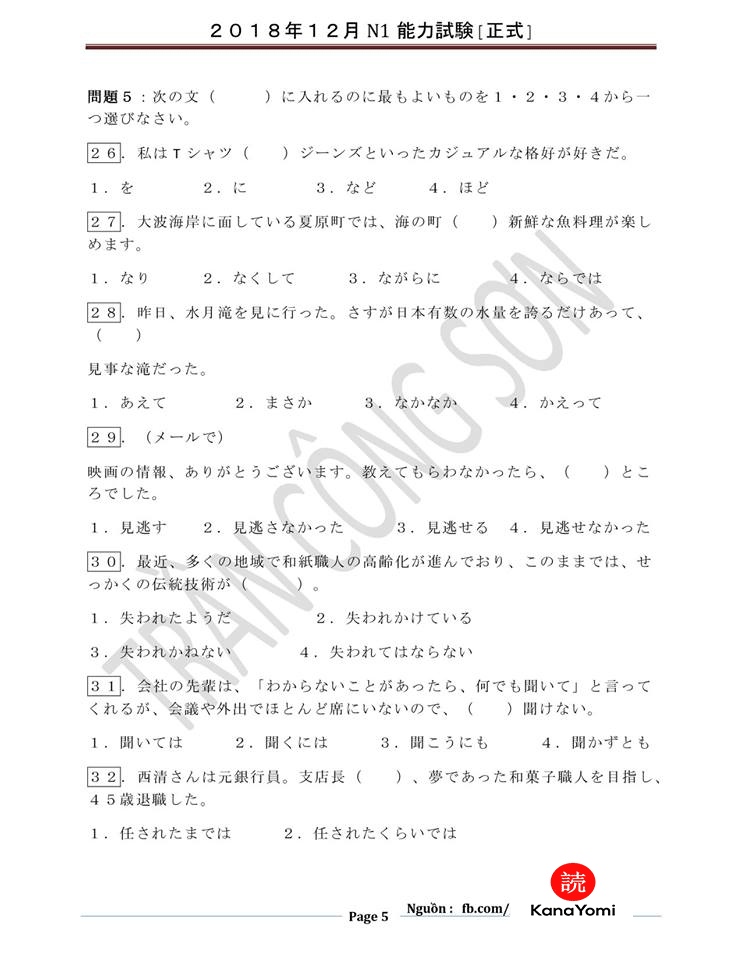 ２０１８年１２月 N1 能力試験 [正式]
問題５：次の文（　　　）に入れるのに最もよいものを１・２・３・４から一
つ選びなさい。
２６．私は T シャツ（　　）ジーンズといったカジュアルな格好が好きだ。
１．を　２．に　３．など　４．ほど
２７．大波海岸に面している夏原町では、海の町（　　）新鮮な魚料理が楽し
めます。
１．なり　２．なくして　３．ながらに　４．ならでは
２８．昨日、水月滝を見に行った。さすが日本有数の水量を誇るだけあって、
（　　）
見事な滝だった。
１．あえて　２．まさか　３．なかなか　４．かえって
２９．（メールで）
映画の情報、ありがとうございます。教えてもらわなかったら、（　　）とこ
ろでした。
１．見逃す　２．見逃さなかった　３．見逃せる　４．見逃せなかった
３０．最近、多くの地域で和紙職人の高齢化が進んでおり、このままでは、せ
っかくの伝統技術が（　　　）。
１．失われたようだ　２．失われかけている
３．失われかねない　４．失われてはならない
３１．会社の先輩は、「わからないことがあったら、何でも聞いて」と言って
くれるが、会議や外出でほとんど席にいないので、（　　）聞けない。
１．聞いては　２．聞くには　３．聞こうにも　４．聞かずとも
３２．西清さんは元銀行員。支店長（　　）、夢であった和菓子職人を目指し、
４５歳退職した。
１．任されたまでは　２．任されたくらいでは
TRẦN CÔNG SƠN
読
Page 5
Nguồn : fb.com/
KanaYomi